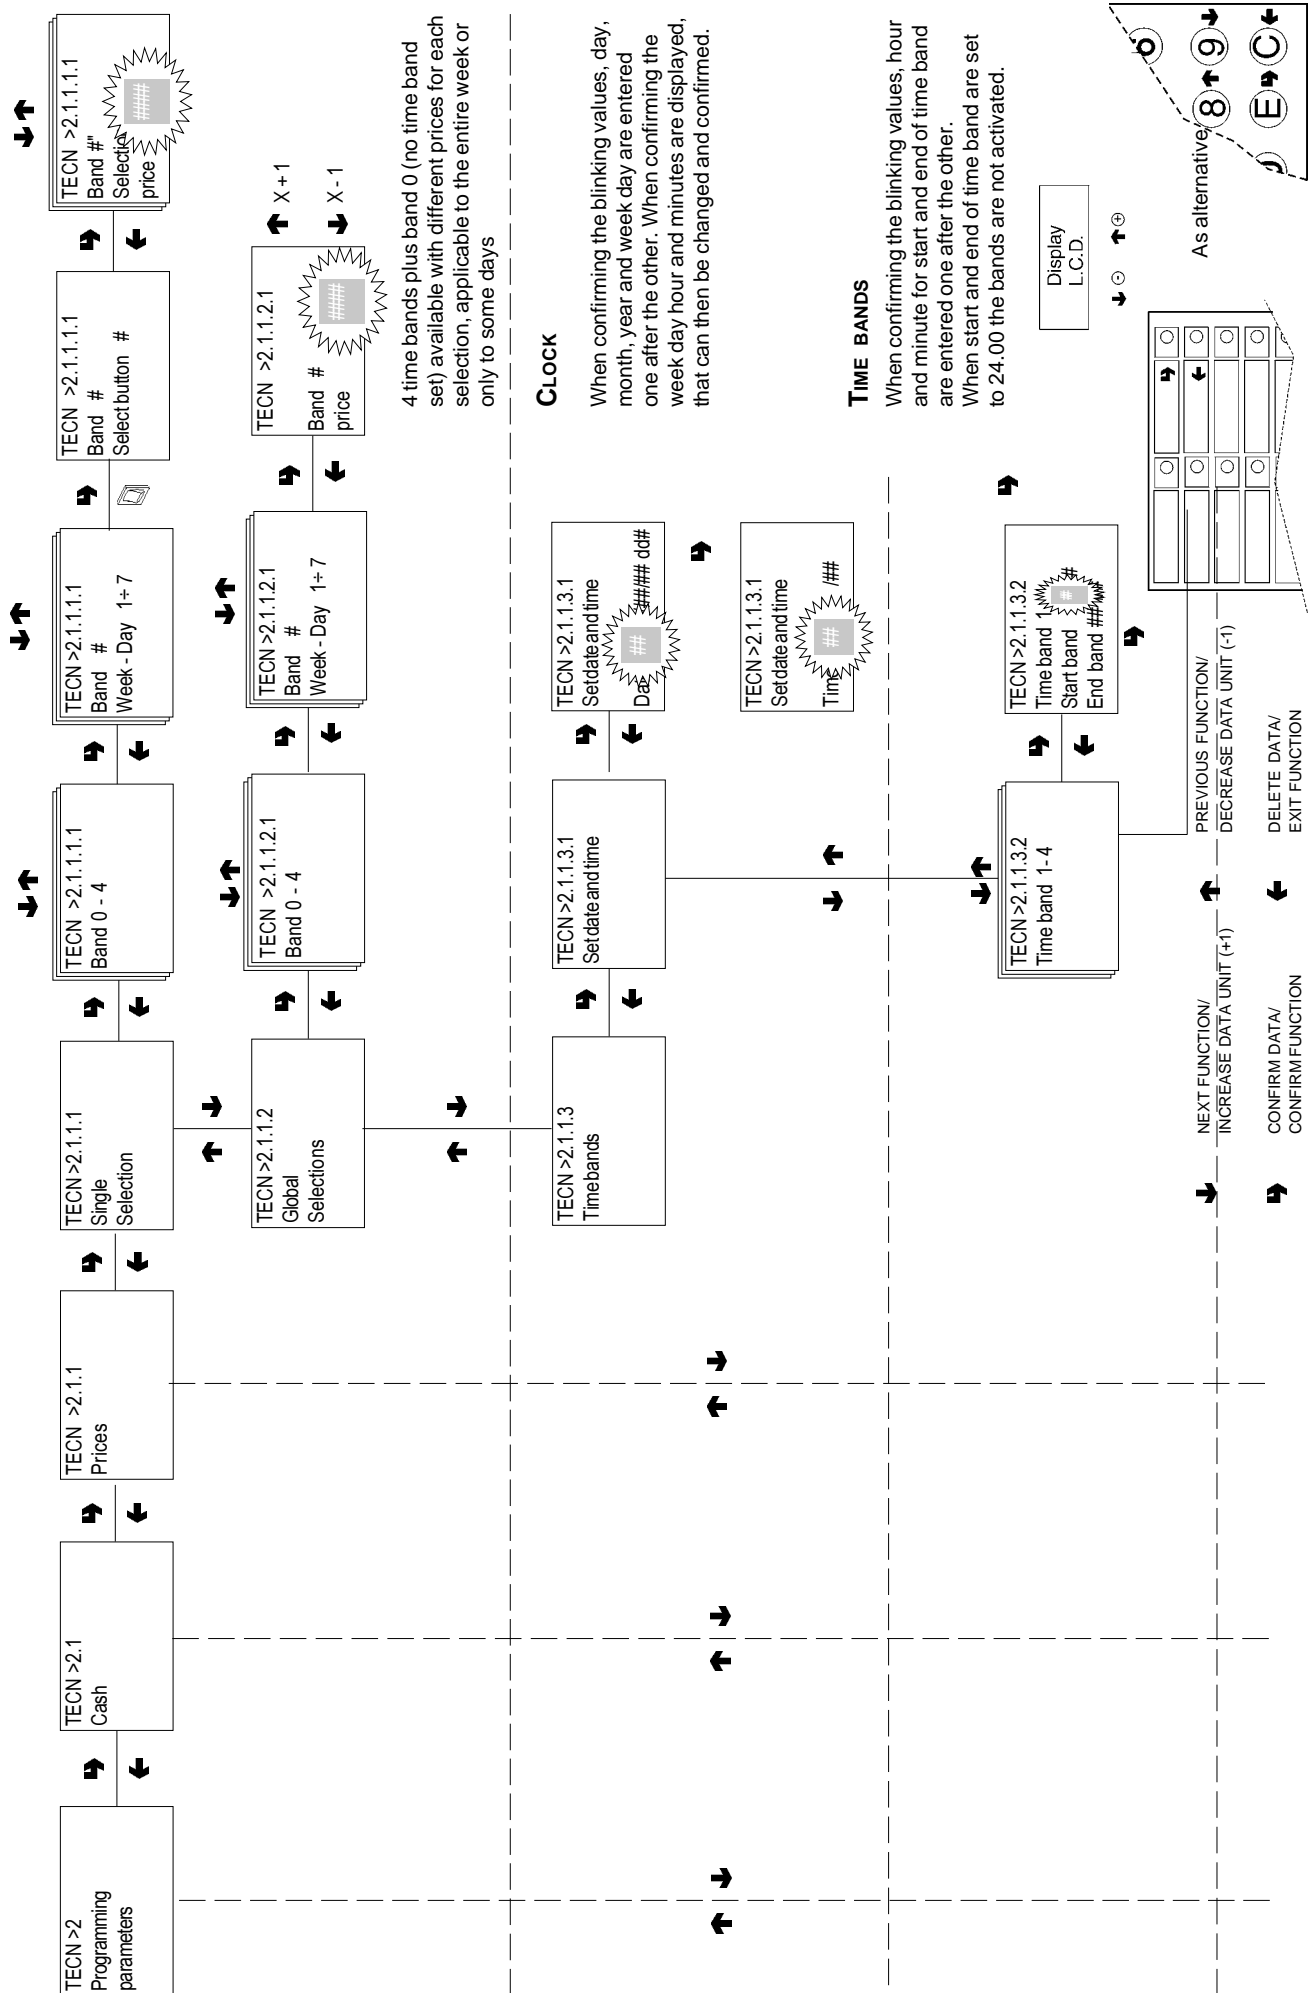 TECN >2
Programming
parameters
TECN >2.1
Cash
TECN >2.1.1
Prices
TECN >2.1.1.1
Single
Selection
TECN >2.1.1.1.1
Band 0 - 4
TECN >2.1.1.1.1
Band #
Week - Day 1÷7
TECN >2.1.1.1.1
Band #
Select button #
TECN >2.1.1.1.1
Band #"
Selectio
price
#####
TECN >2.1.1.2
Global
Selections
TECN >2.1.1.2.1
Band 0 - 4
TECN >2.1.1.2.1
Band #
Week - Day 1÷7
TECN >2.1.1.2.1
Band #
price
#####
X + 1
X - 1
4 time bands plus band 0 (no time band
set) available with different prices for each
selection, applicable to the entire week or
only to some days
CLOCK
When confirming the blinking values, day,
month, year and week day are entered
one after the other. When confirming the
week day hour and minutes are displayed,
that can then be changed and confirmed.
TECN >2.1.1.3
Timebands
TECN >2.1.1.3.1
Set date and time
TECN >2.1.1.3.1
Set date and time
Da ## ##/## dd#
TECN >2.1.1.3.1
Set date and time
Tim ## /##
TIME BANDS
When confirming the blinking values, hour
and minute for start and end of time band
are entered one after the other.
When start and end of time band are set
to 24.00 the bands are not activated.
TECN >2.1.1.3.2
Time band 1- 4
TECN >2.1.1.3.2
Time band 1
Start band # #
End band ##
Display
L.C.D.
- +
As alternative
6
8 9
E C
NEXT FUNCTION/
INCREASE DATA UNIT (+1)
PREVIOUS FUNCTION/
DECREASE DATA UNIT (-1)
CONFIRM DATA/
CONFIRM FUNCTION
DELETE DATA/
EXIT FUNCTION